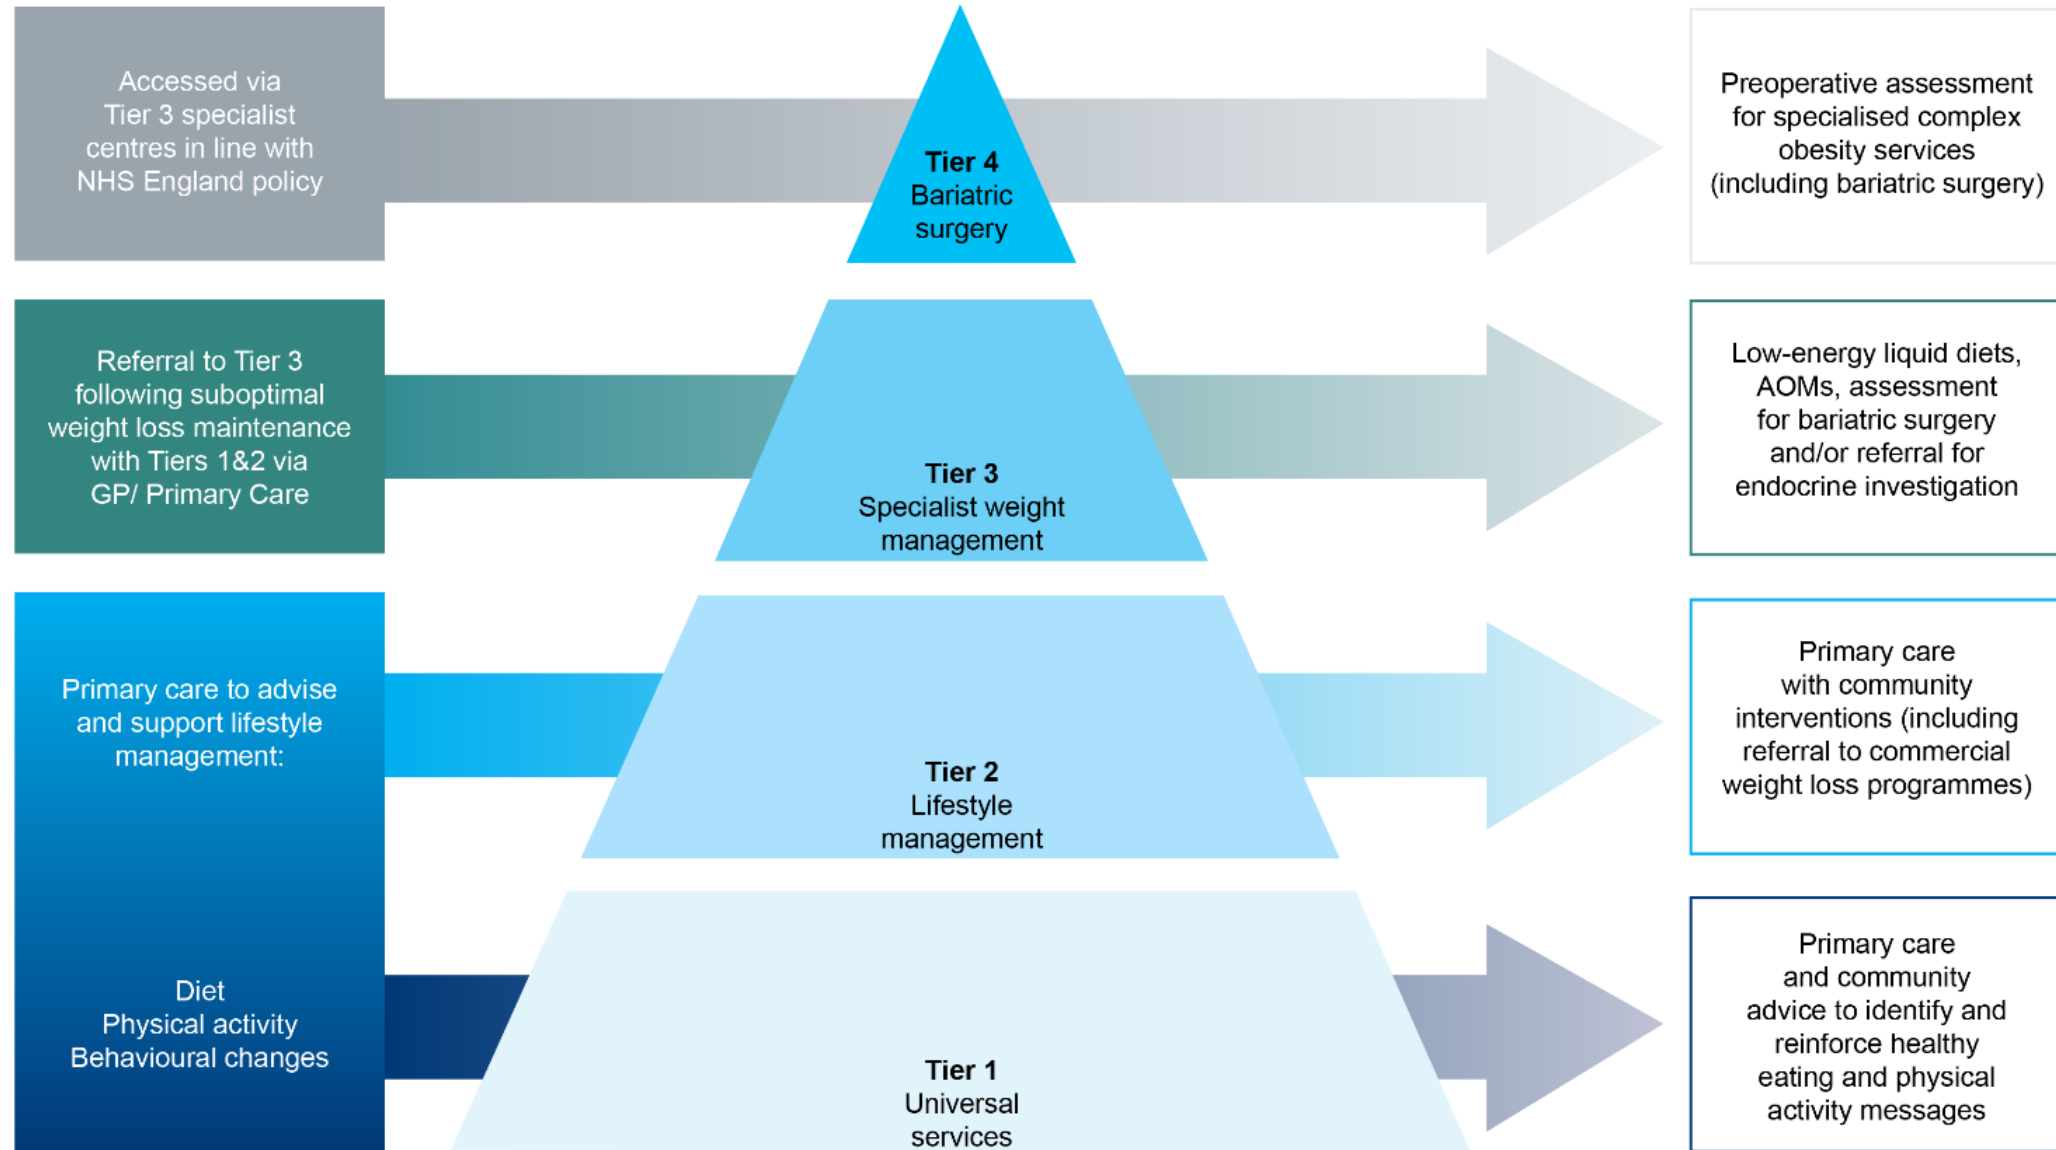 Accessed via
Tier 3 specialist
centres in line with
NHS England policy
Tier 4
Bariatric
surgery
Preoperative assessment
for specialised complex
obesity services
(including bariatric surgery)
Referral to Tier 3
following suboptimal
weight loss maintenance
with Tiers 1&2 via
GP/ Primary Care
Tier 3
Specialist weight
management
Low-energy liquid diets,
AOMs, assessment
for bariatric surgery
and/or referral for
endocrine investigation
Primary care to advise
and support lifestyle
management:
Tier 2
Lifestyle
management
Primary care
with community
interventions (including
referral to commercial
weight loss programmes)
Diet
Physical activity
Behavioural changes
Tier 1
Universal
services
Primary care
and community
advice to identify and
reinforce healthy
eating and physical
activity messages